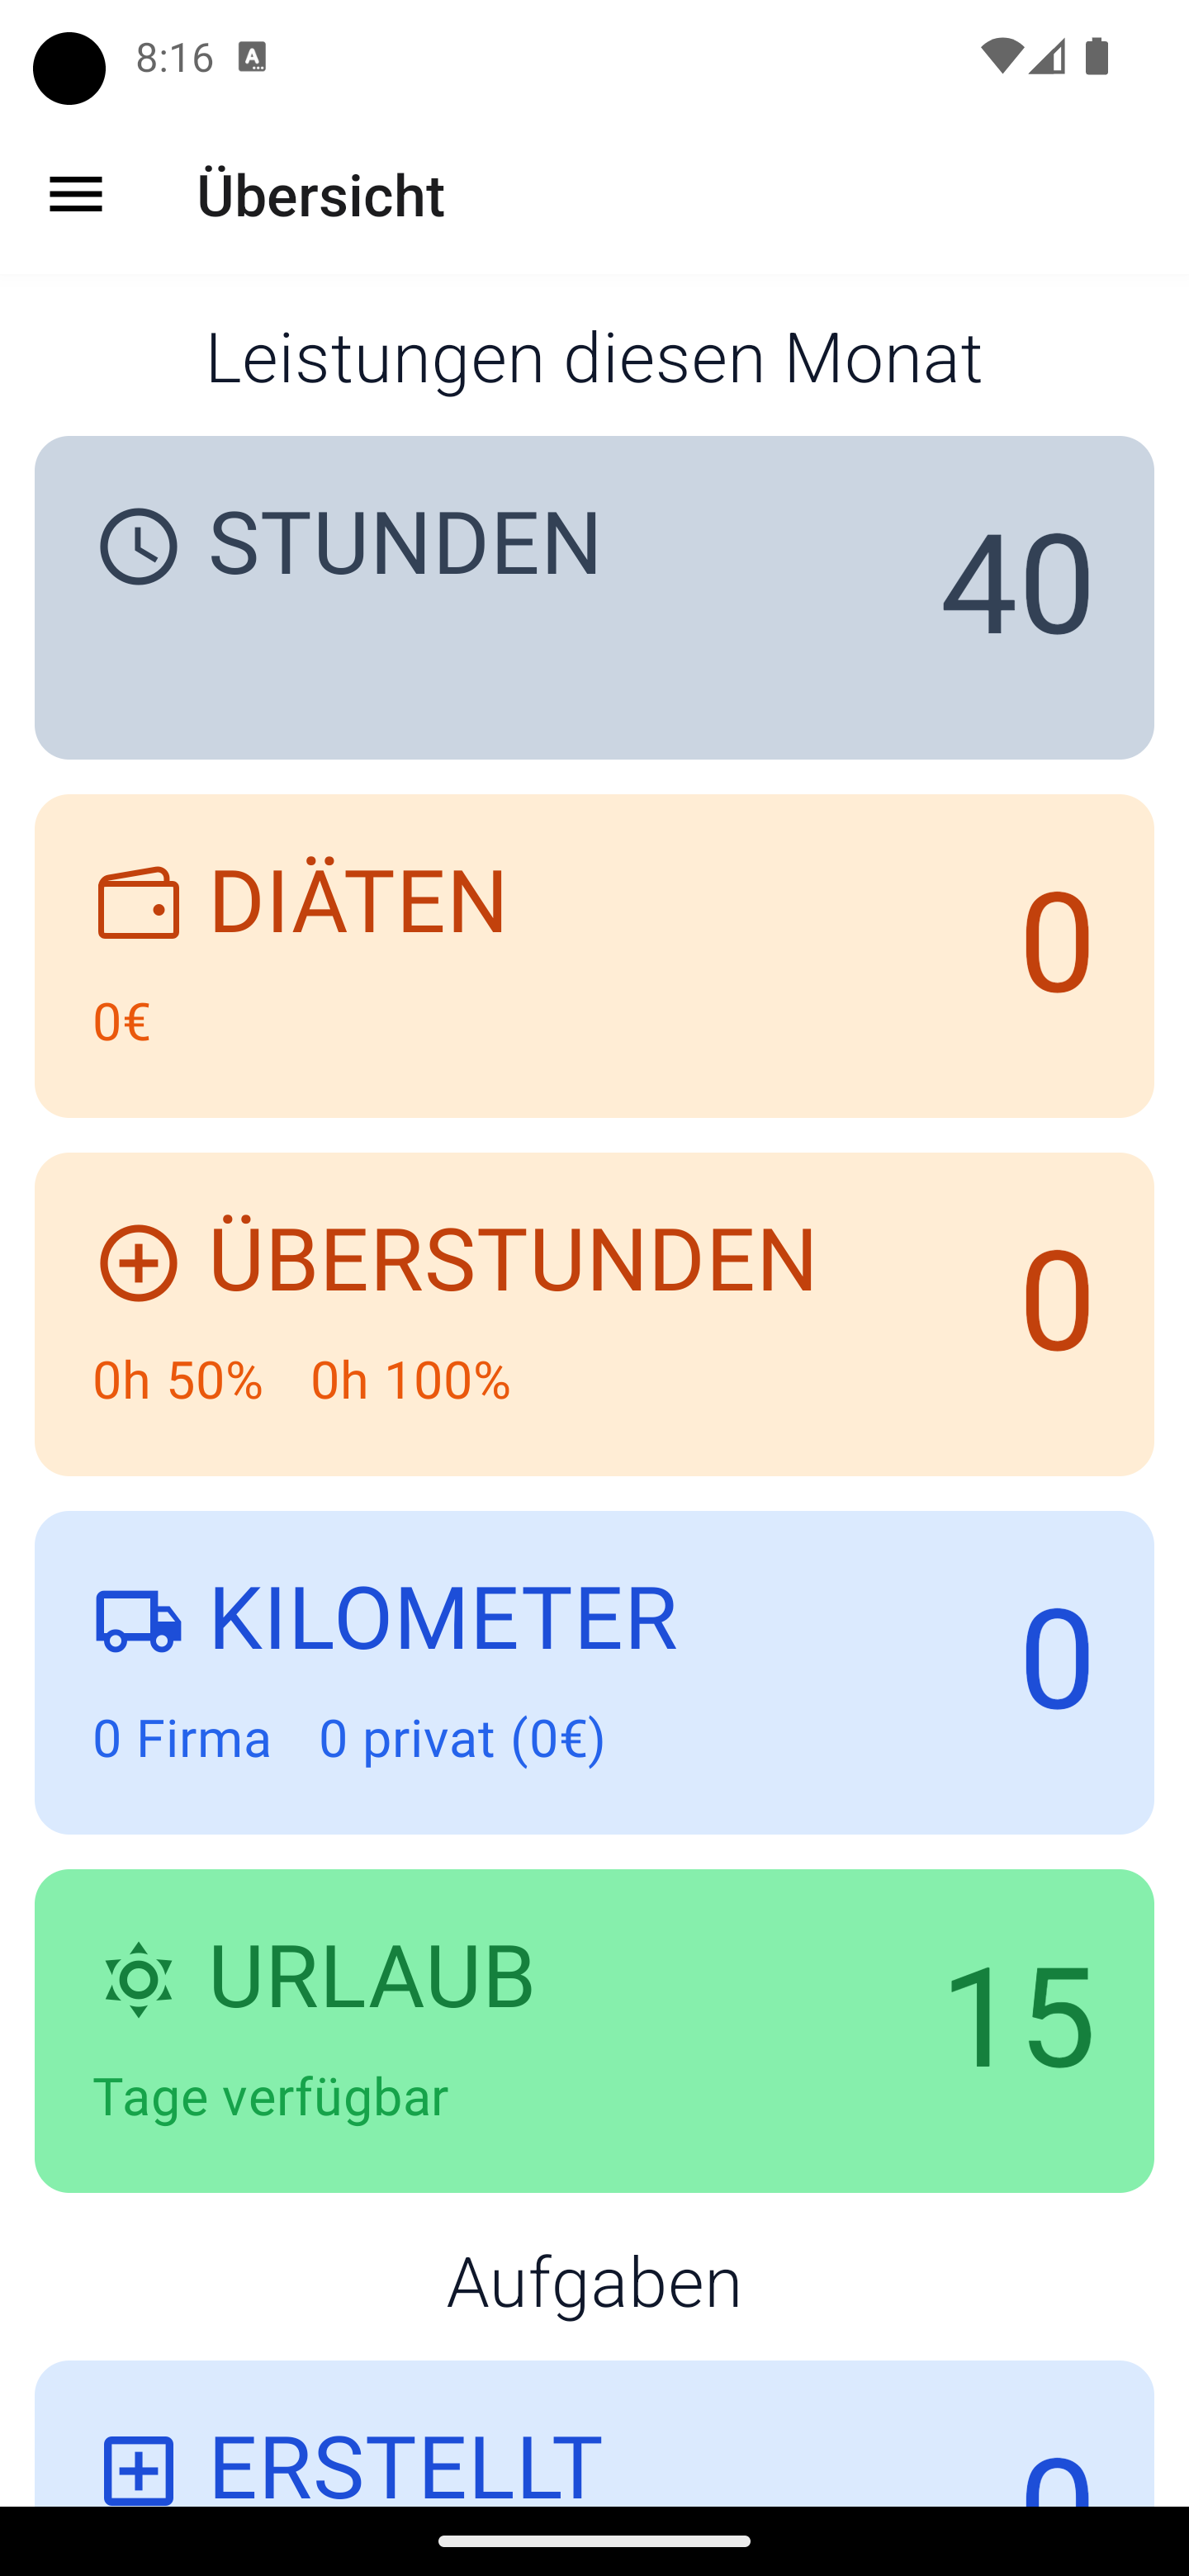 8:16
Übersicht
Leistungen diesen Monat
STUNDEN
40
DIÄTEN
0
0€
ÜBERSTUNDEN
0
0h 50% 0h 100%
KILOMETER
0
0 Firma 0 privat (0€)
URLAUB
15
Tage verfügbar
Aufgaben
ERSTELLT
0